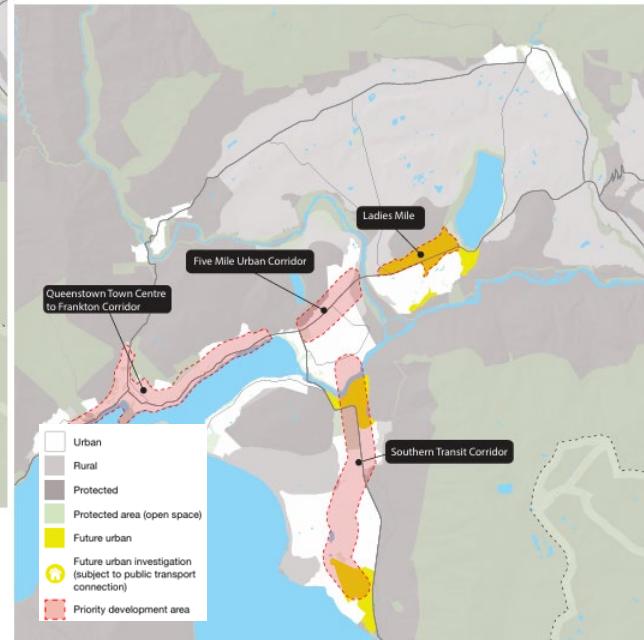 Ladies Mile
Five Mile Urban Corridor
Queenstown Town Centre
to Frankton Corridor
Southern Transit Corridor
Urban
Rural
Protected
Protected area (open space)
Future urban
Future urban investigation
(subject to public transport
connection)
Priority development area